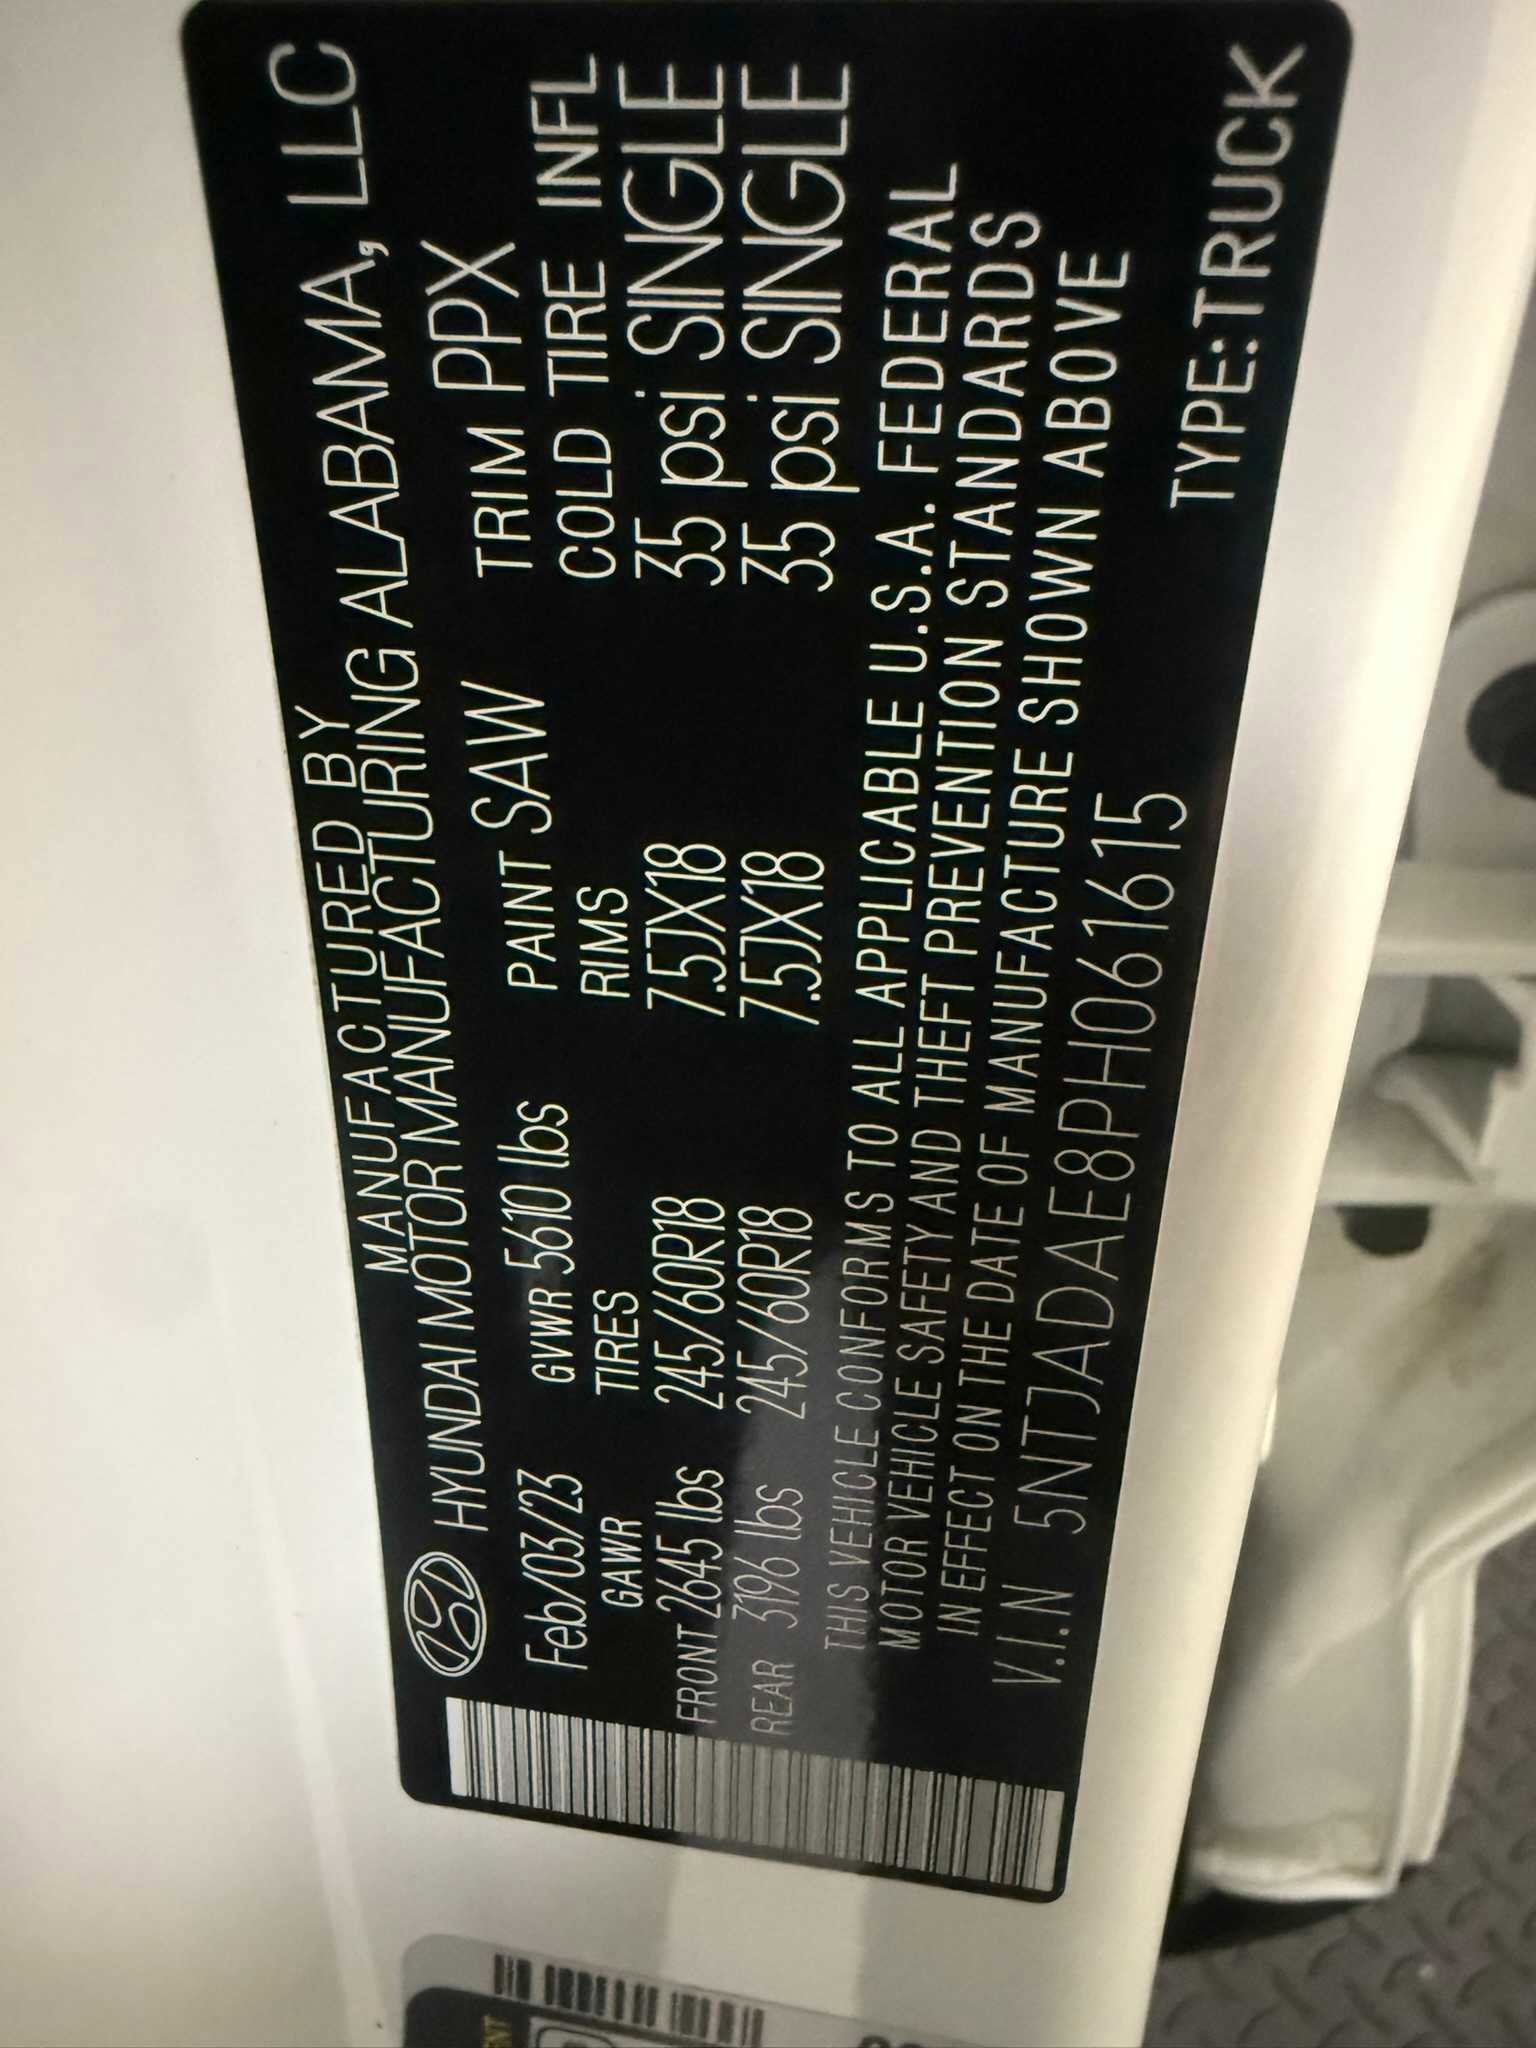 MANUFACTURED BY
HYUNDAI MOTOR MANUFACTURING ALABAMA, LLC
Feb/03/23 GVWR 5610 lbs PAINT SAW TRIM PPX
GAWR TIRES RIMS COLD TIRE INFL
FRONT 2645 lbs 245/60R18 7.5JX18 35 psi SINGLE
REAR 3196 lbs 245/60R18 7.5JX18 35 psi SINGLE
THIS VEHICLE CONFORMS TO ALL APPLICABLE U.S.A. FEDERAL
MOTOR VEHICLE SAFETY AND THEFT PREVENTION STANDARDS
IN EFFECT ON THE DATE OF MANUFACTURE SHOWN ABOVE
V.I.N 5NTJADAE8PH061615 TYPE:TRUCK